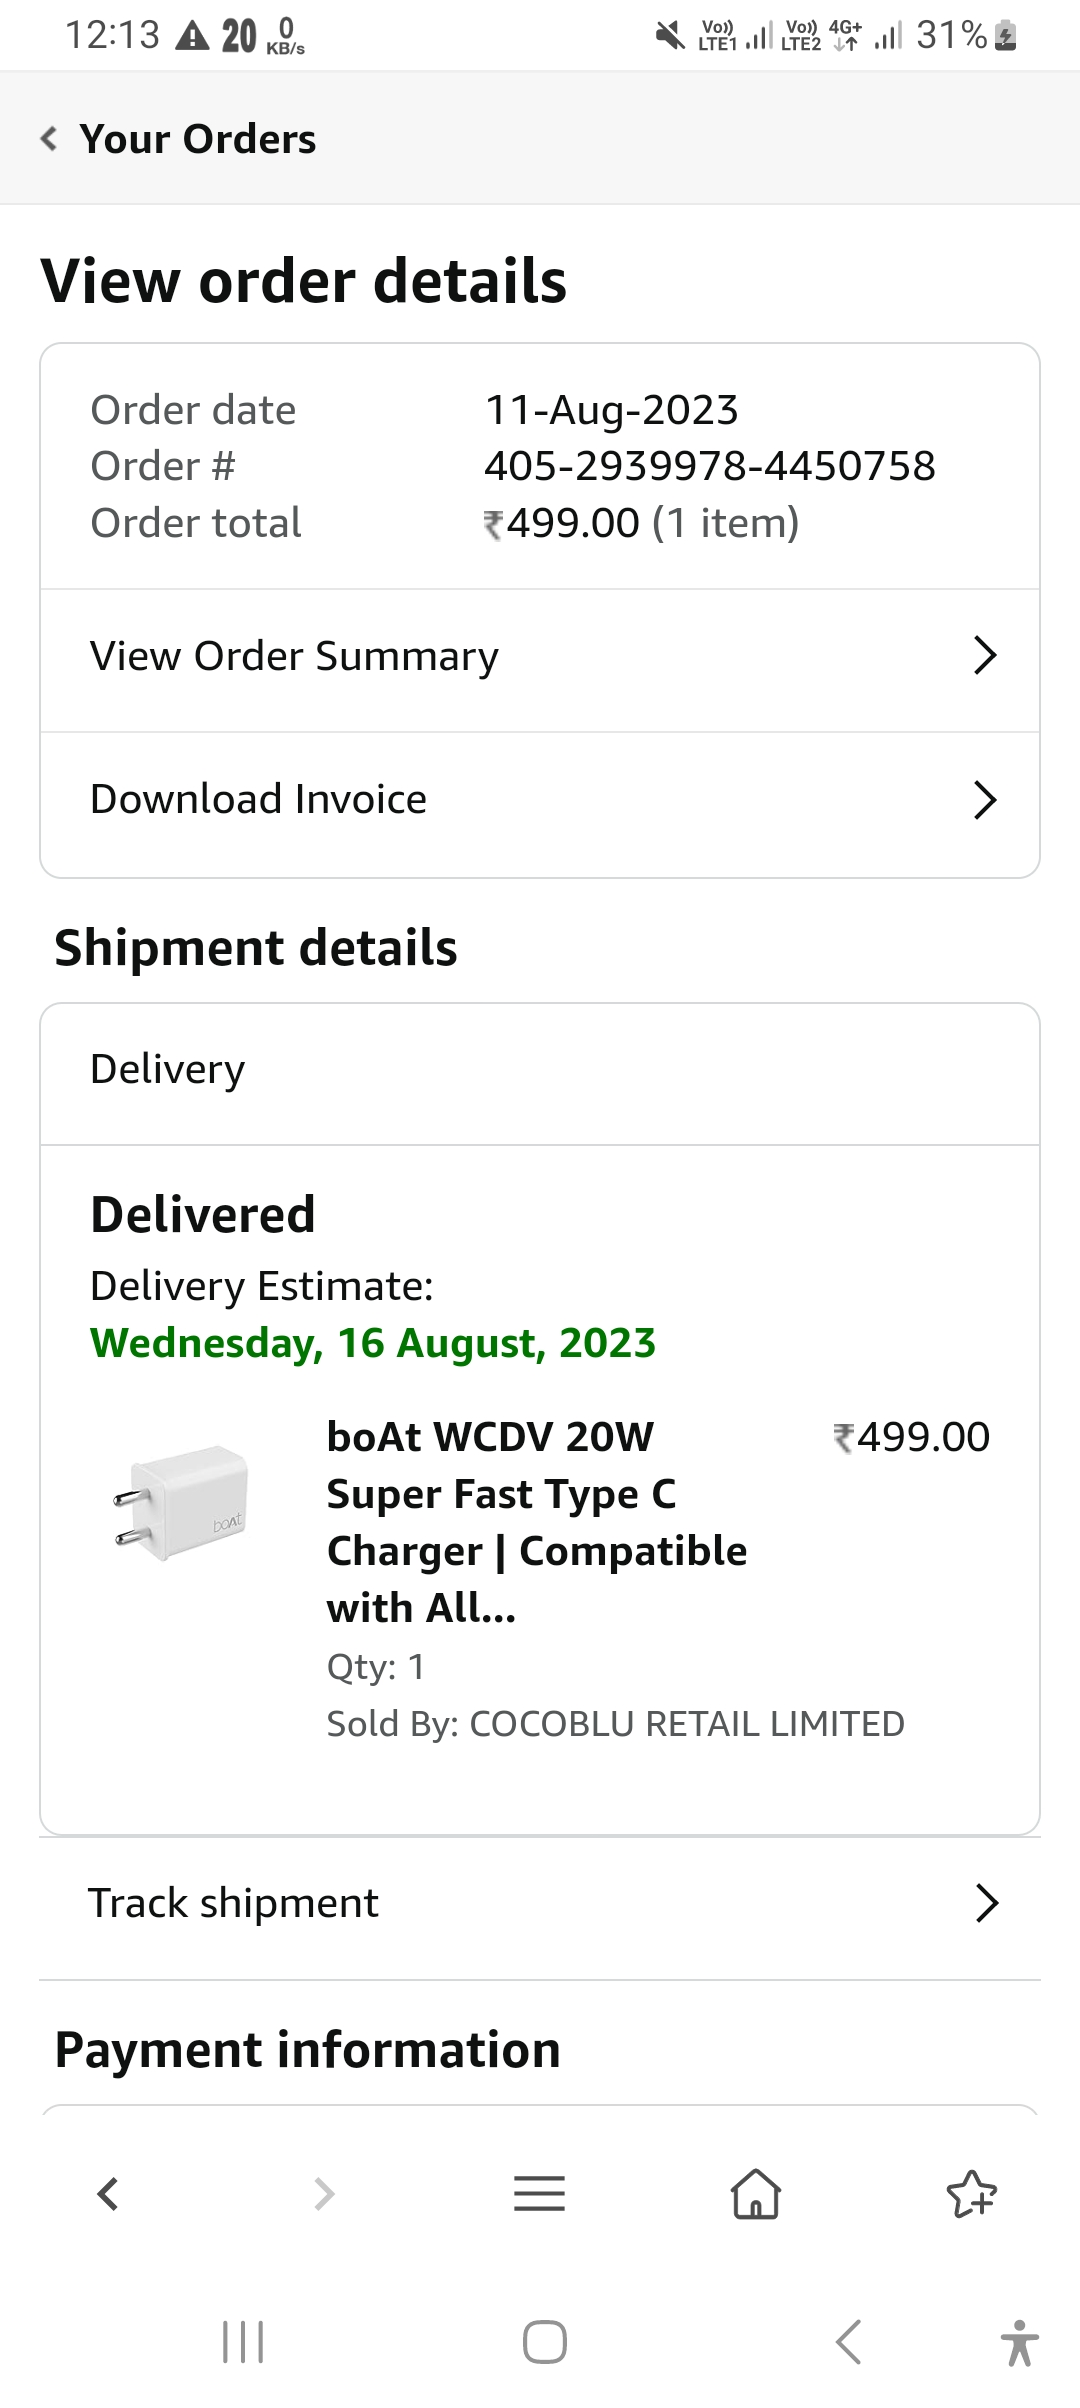 12:13 20 0 KB/s Vo)) LTE1 Vo)) LTE2 4G+ 31%
Your Orders
View order details
Order date 11-Aug-2023
Order # 405-2939978-4450758
Order total ₹499.00 (1 item)
View Order Summary
Download Invoice
Shipment details
Delivery
Delivered
Delivery Estimate:
Wednesday, 16 August, 2023
boAt WCDV 20W ₹499.00
Super Fast Type C
Charger | Compatible
with All...
boAt
Qty: 1
Sold By: COCOBLU RETAIL LIMITED
Track shipment
Payment information